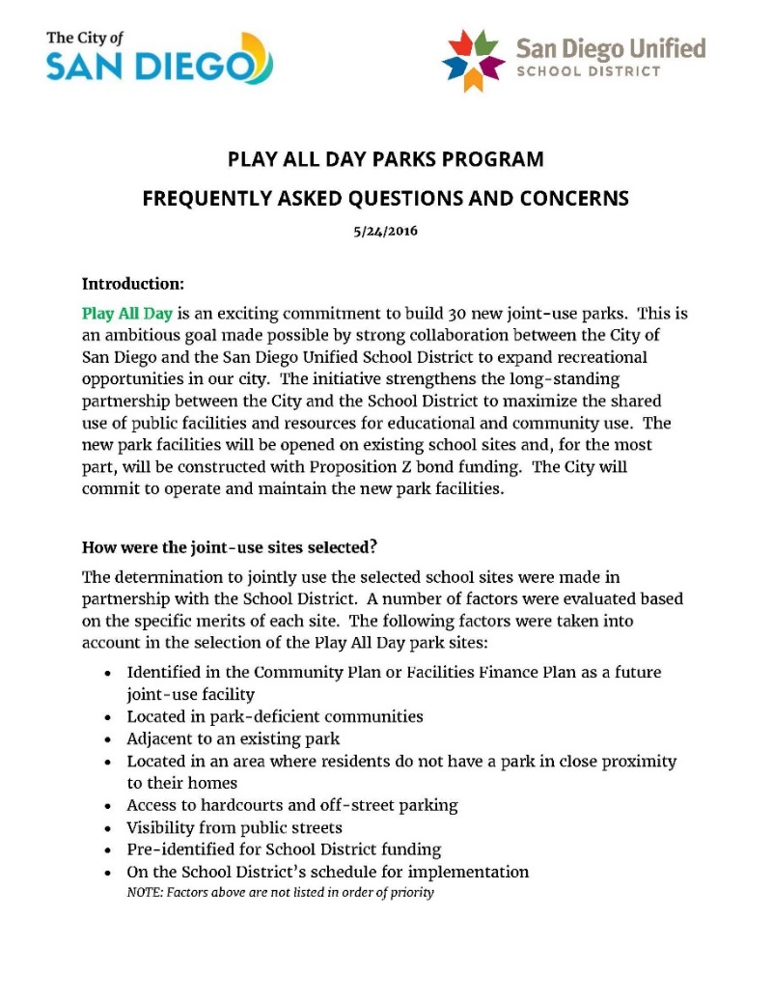 The City of
SAN DIEGO
San Diego Unified
SCHOOL DISTRICT
PLAY ALL DAY PARKS PROGRAM
FREQUENTLY ASKED QUESTIONS AND CONCERNS
5/24/2016
Introduction:
Play All Day is an exciting commitment to build 30 new joint-use parks. This is
an ambitious goal made possible by strong collaboration between the City of
San Diego and the San Diego Unified School District to expand recreational
opportunities in our city. The initiative strengthens the long-standing
partnership between the City and the School District to maximize the shared
use of public facilities and resources for educational and community use. The
new park facilities will be opened on existing school sites and, for the most
part, will be constructed with Proposition Z bond funding. The City will
commit to operate and maintain the new park facilities.
How were the joint-use sites selected?
The determination to jointly use the selected school sites were made in
partnership with the School District. A number of factors were evaluated based
on the specific merits of each site. The following factors were taken into
account in the selection of the Play All Day park sites:
• Identified in the Community Plan or Facilities Finance Plan as a future
joint-use facility
• Located in park-deficient communities
• Adjacent to an existing park
• Located in an area where residents do not have a park in close proximity
to their homes
• Access to hardcourts and off-street parking
• Visibility from public streets
• Pre-identified for School District funding
• On the School District's schedule for implementation
NOTE: Factors above are not listed in order of priority